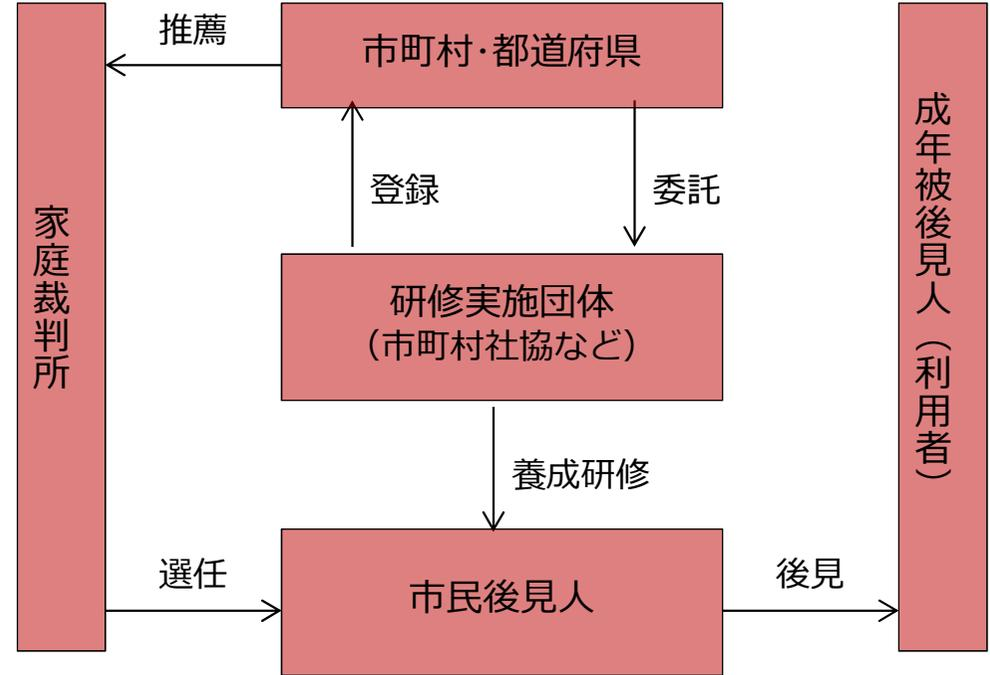 推薦
市町村･都道府県
登録
委託
家庭裁判所
研修実施団体
（市町村社協など）
成年被後見人（利用者）
養成研修
選任
市民後見人
後見